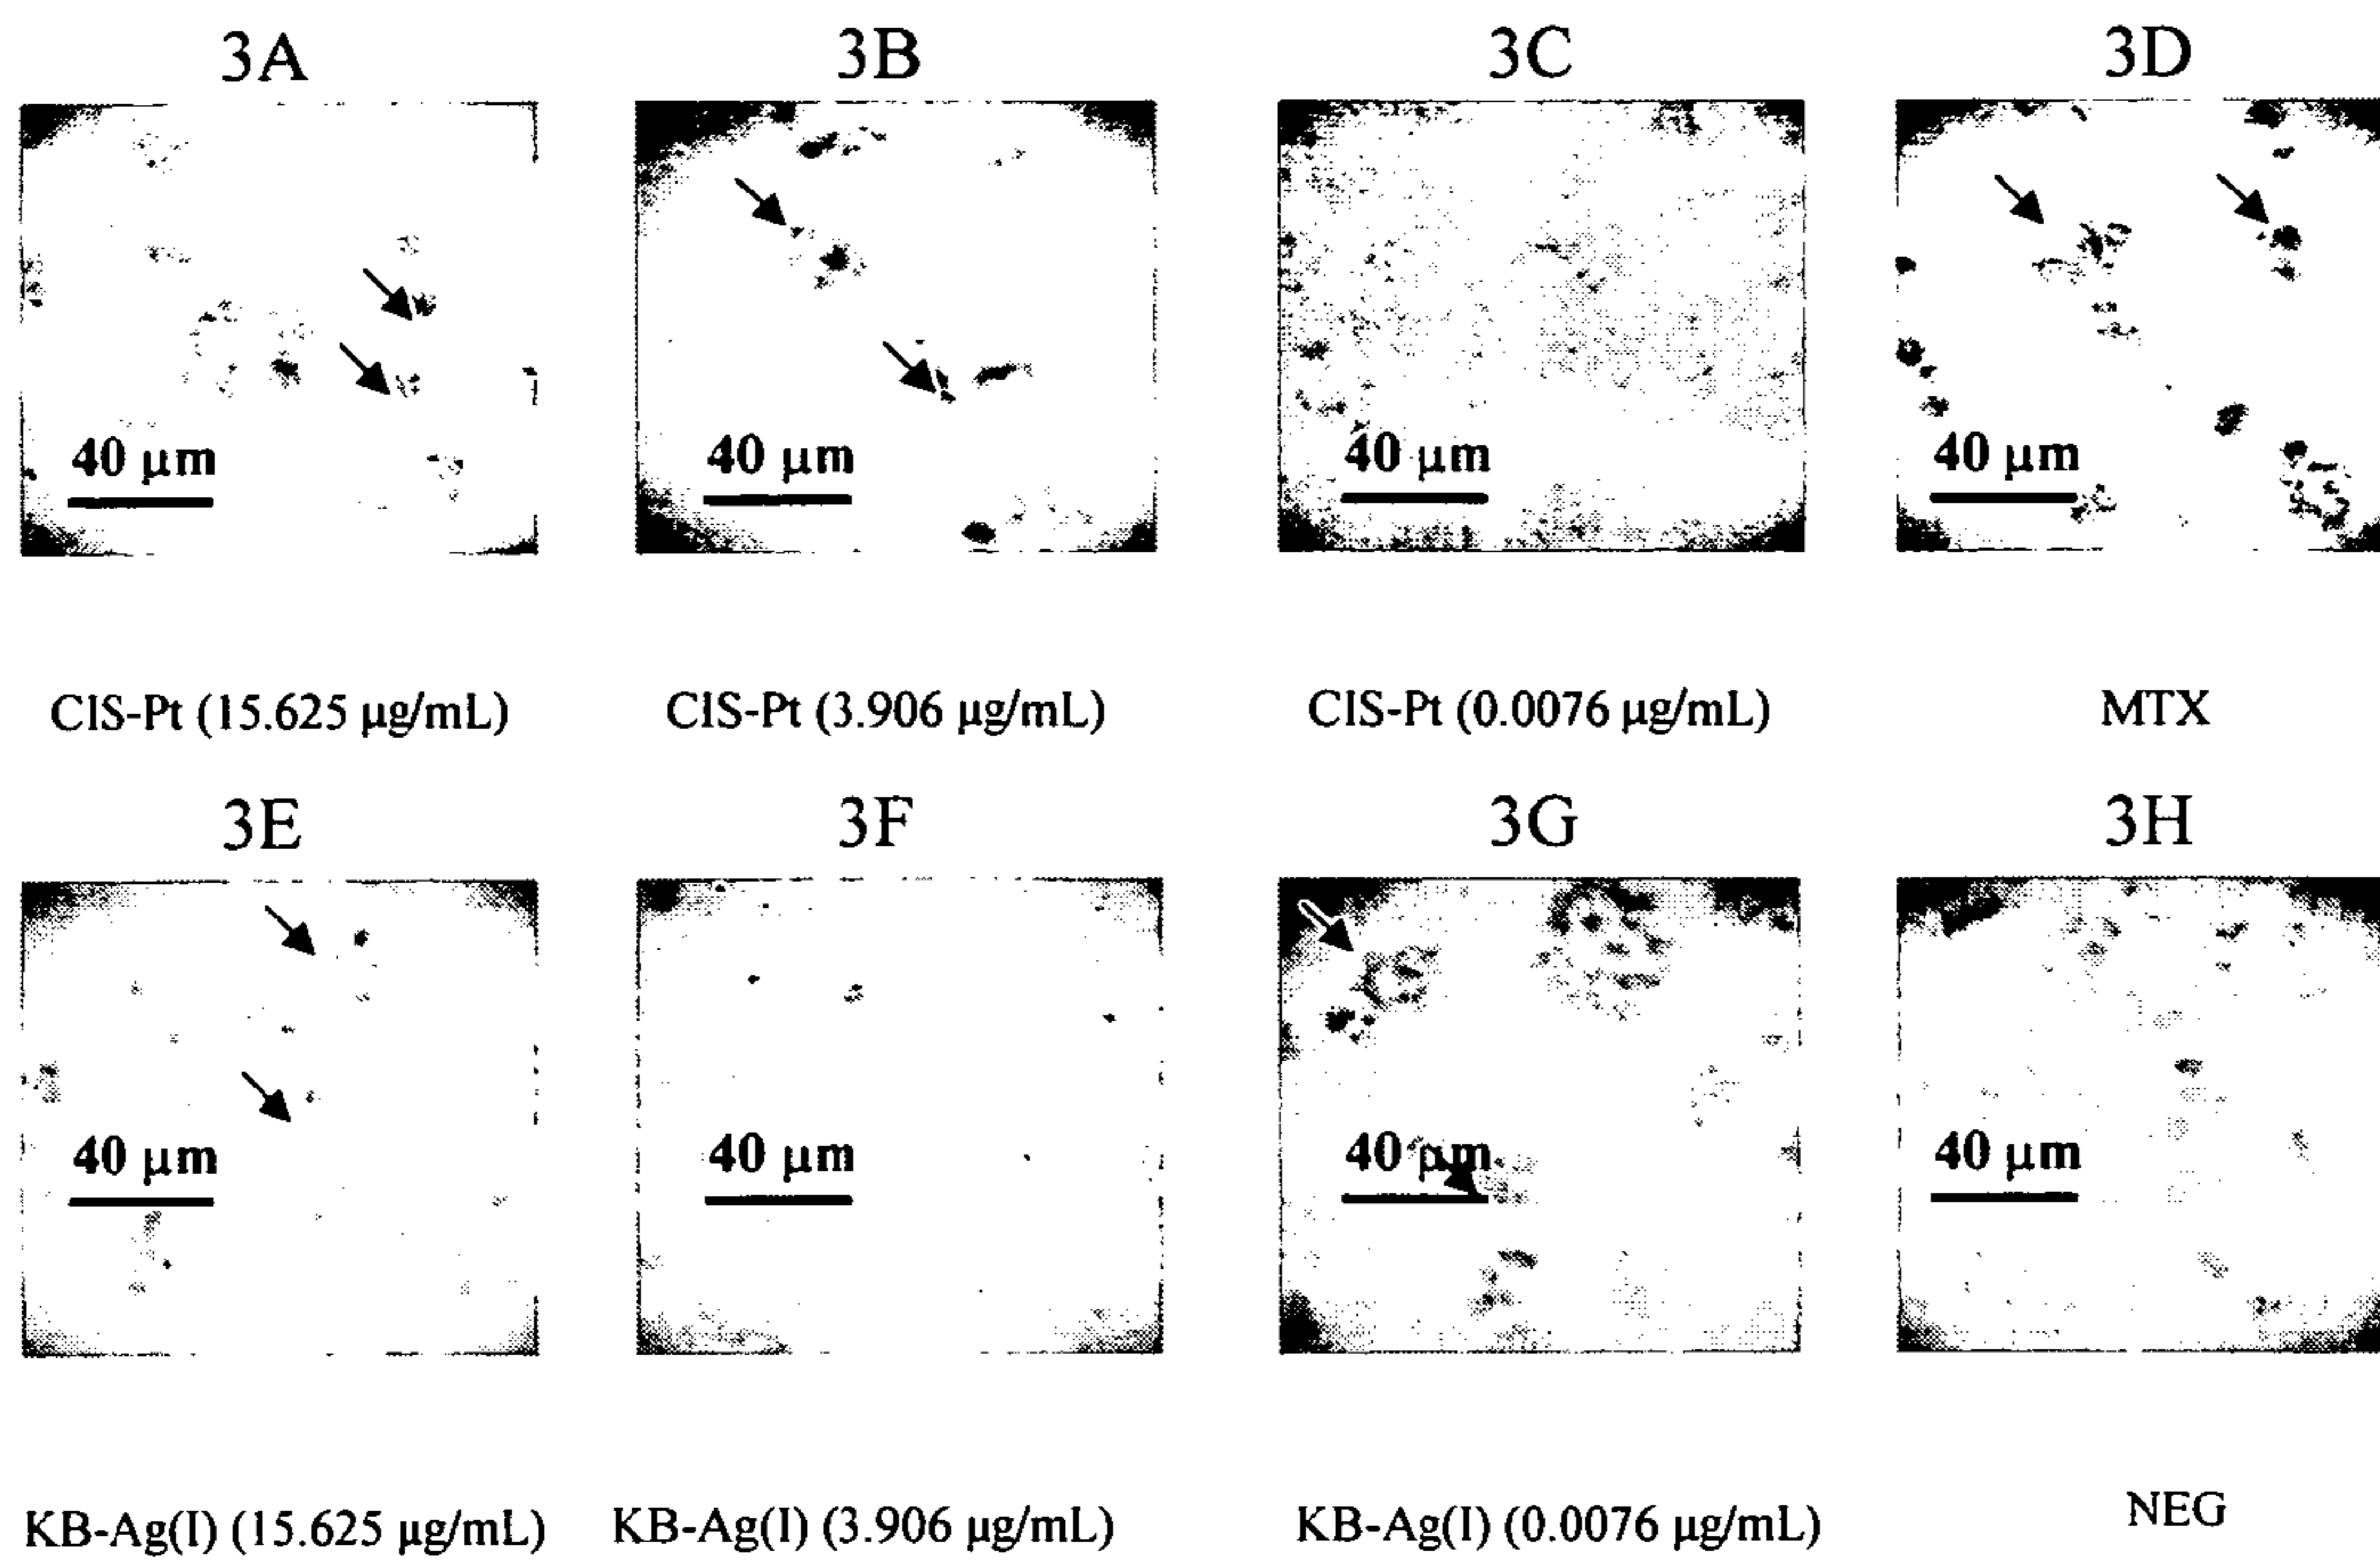 3A 3B 3C 3D
40 μm 40 μm 40 μm 40 μm
CIS-Pt (15.625 μg/mL) CIS-Pt (3.906 μg/mL) CIS-Pt (0.0076 μg/mL) MTX
3E 3F 3G 3H
40 μm 40 μm 40 μm 40 μm
KB-Ag(I) (15.625 μg/mL) KB-Ag(I) (3.906 μg/mL) KB-Ag(I) (0.0076 μg/mL) NEG